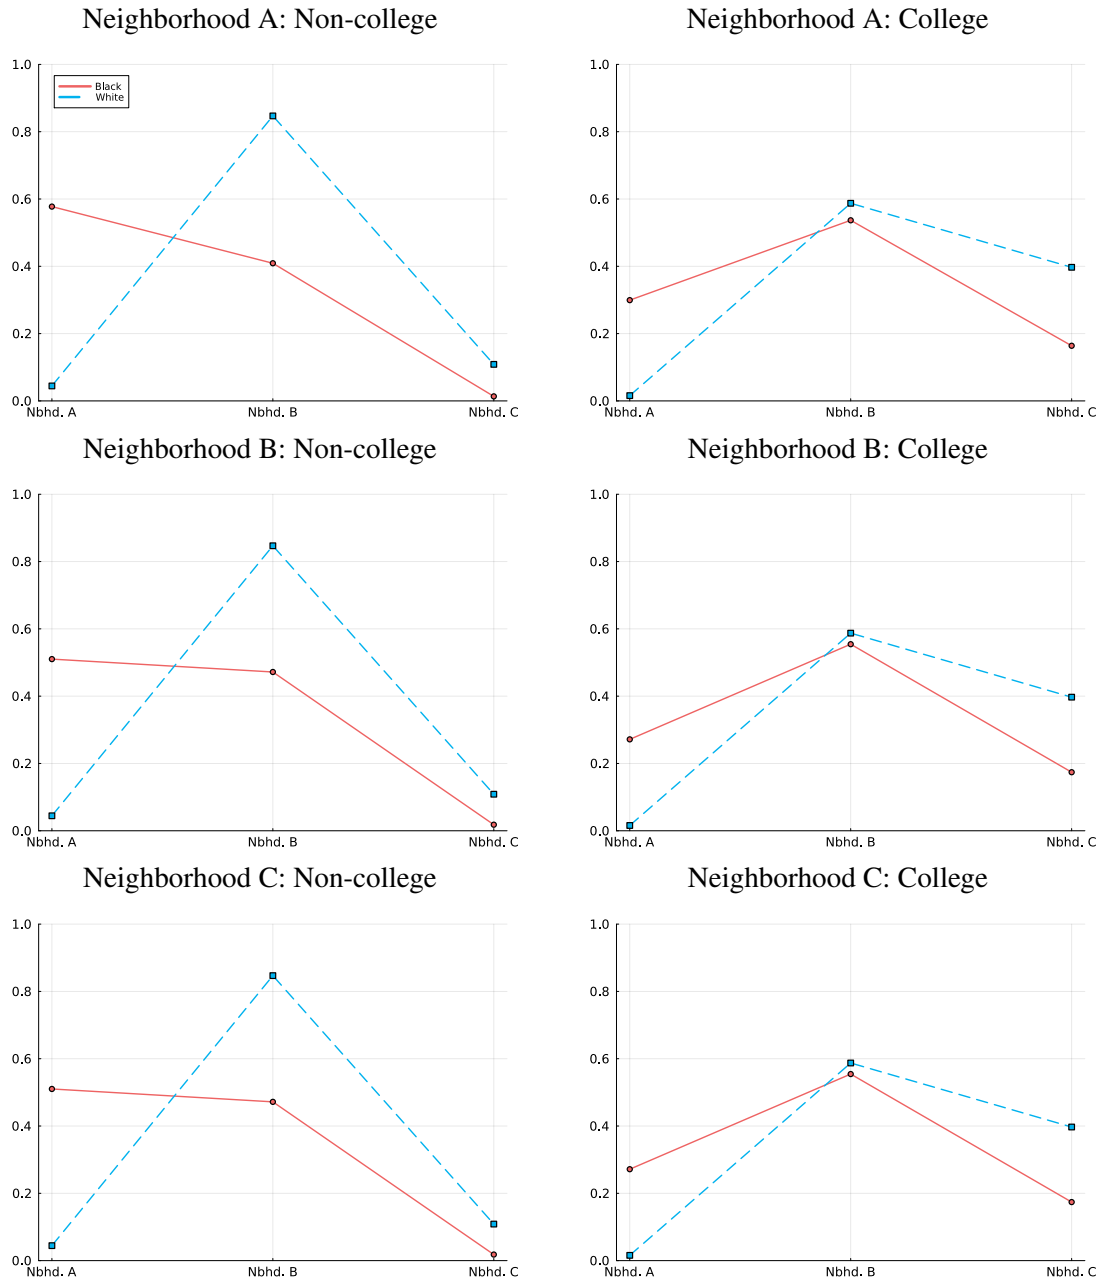 Neighborhood A: Non-college
Neighborhood A: College
1.0
0.8
0.6
0.4
0.2
0.0
Black
White
Nbhd. A
Nbhd. B
Nbhd. C
1.0
0.8
0.6
0.4
0.2
0.0
Nbhd. A
Nbhd. B
Nbhd. C
Neighborhood B: Non-college
Neighborhood B: College
1.0
0.8
0.6
0.4
0.2
0.0
Nbhd. A
Nbhd. B
Nbhd. C
1.0
0.8
0.6
0.4
0.2
0.0
Nbhd. A
Nbhd. B
Nbhd. C
Neighborhood C: Non-college
Neighborhood C: College
1.0
0.8
0.6
0.4
0.2
0.0
Nbhd. A
Nbhd. B
Nbhd. C
1.0
0.8
0.6
0.4
0.2
0.0
Nbhd. A
Nbhd. B
Nbhd. C